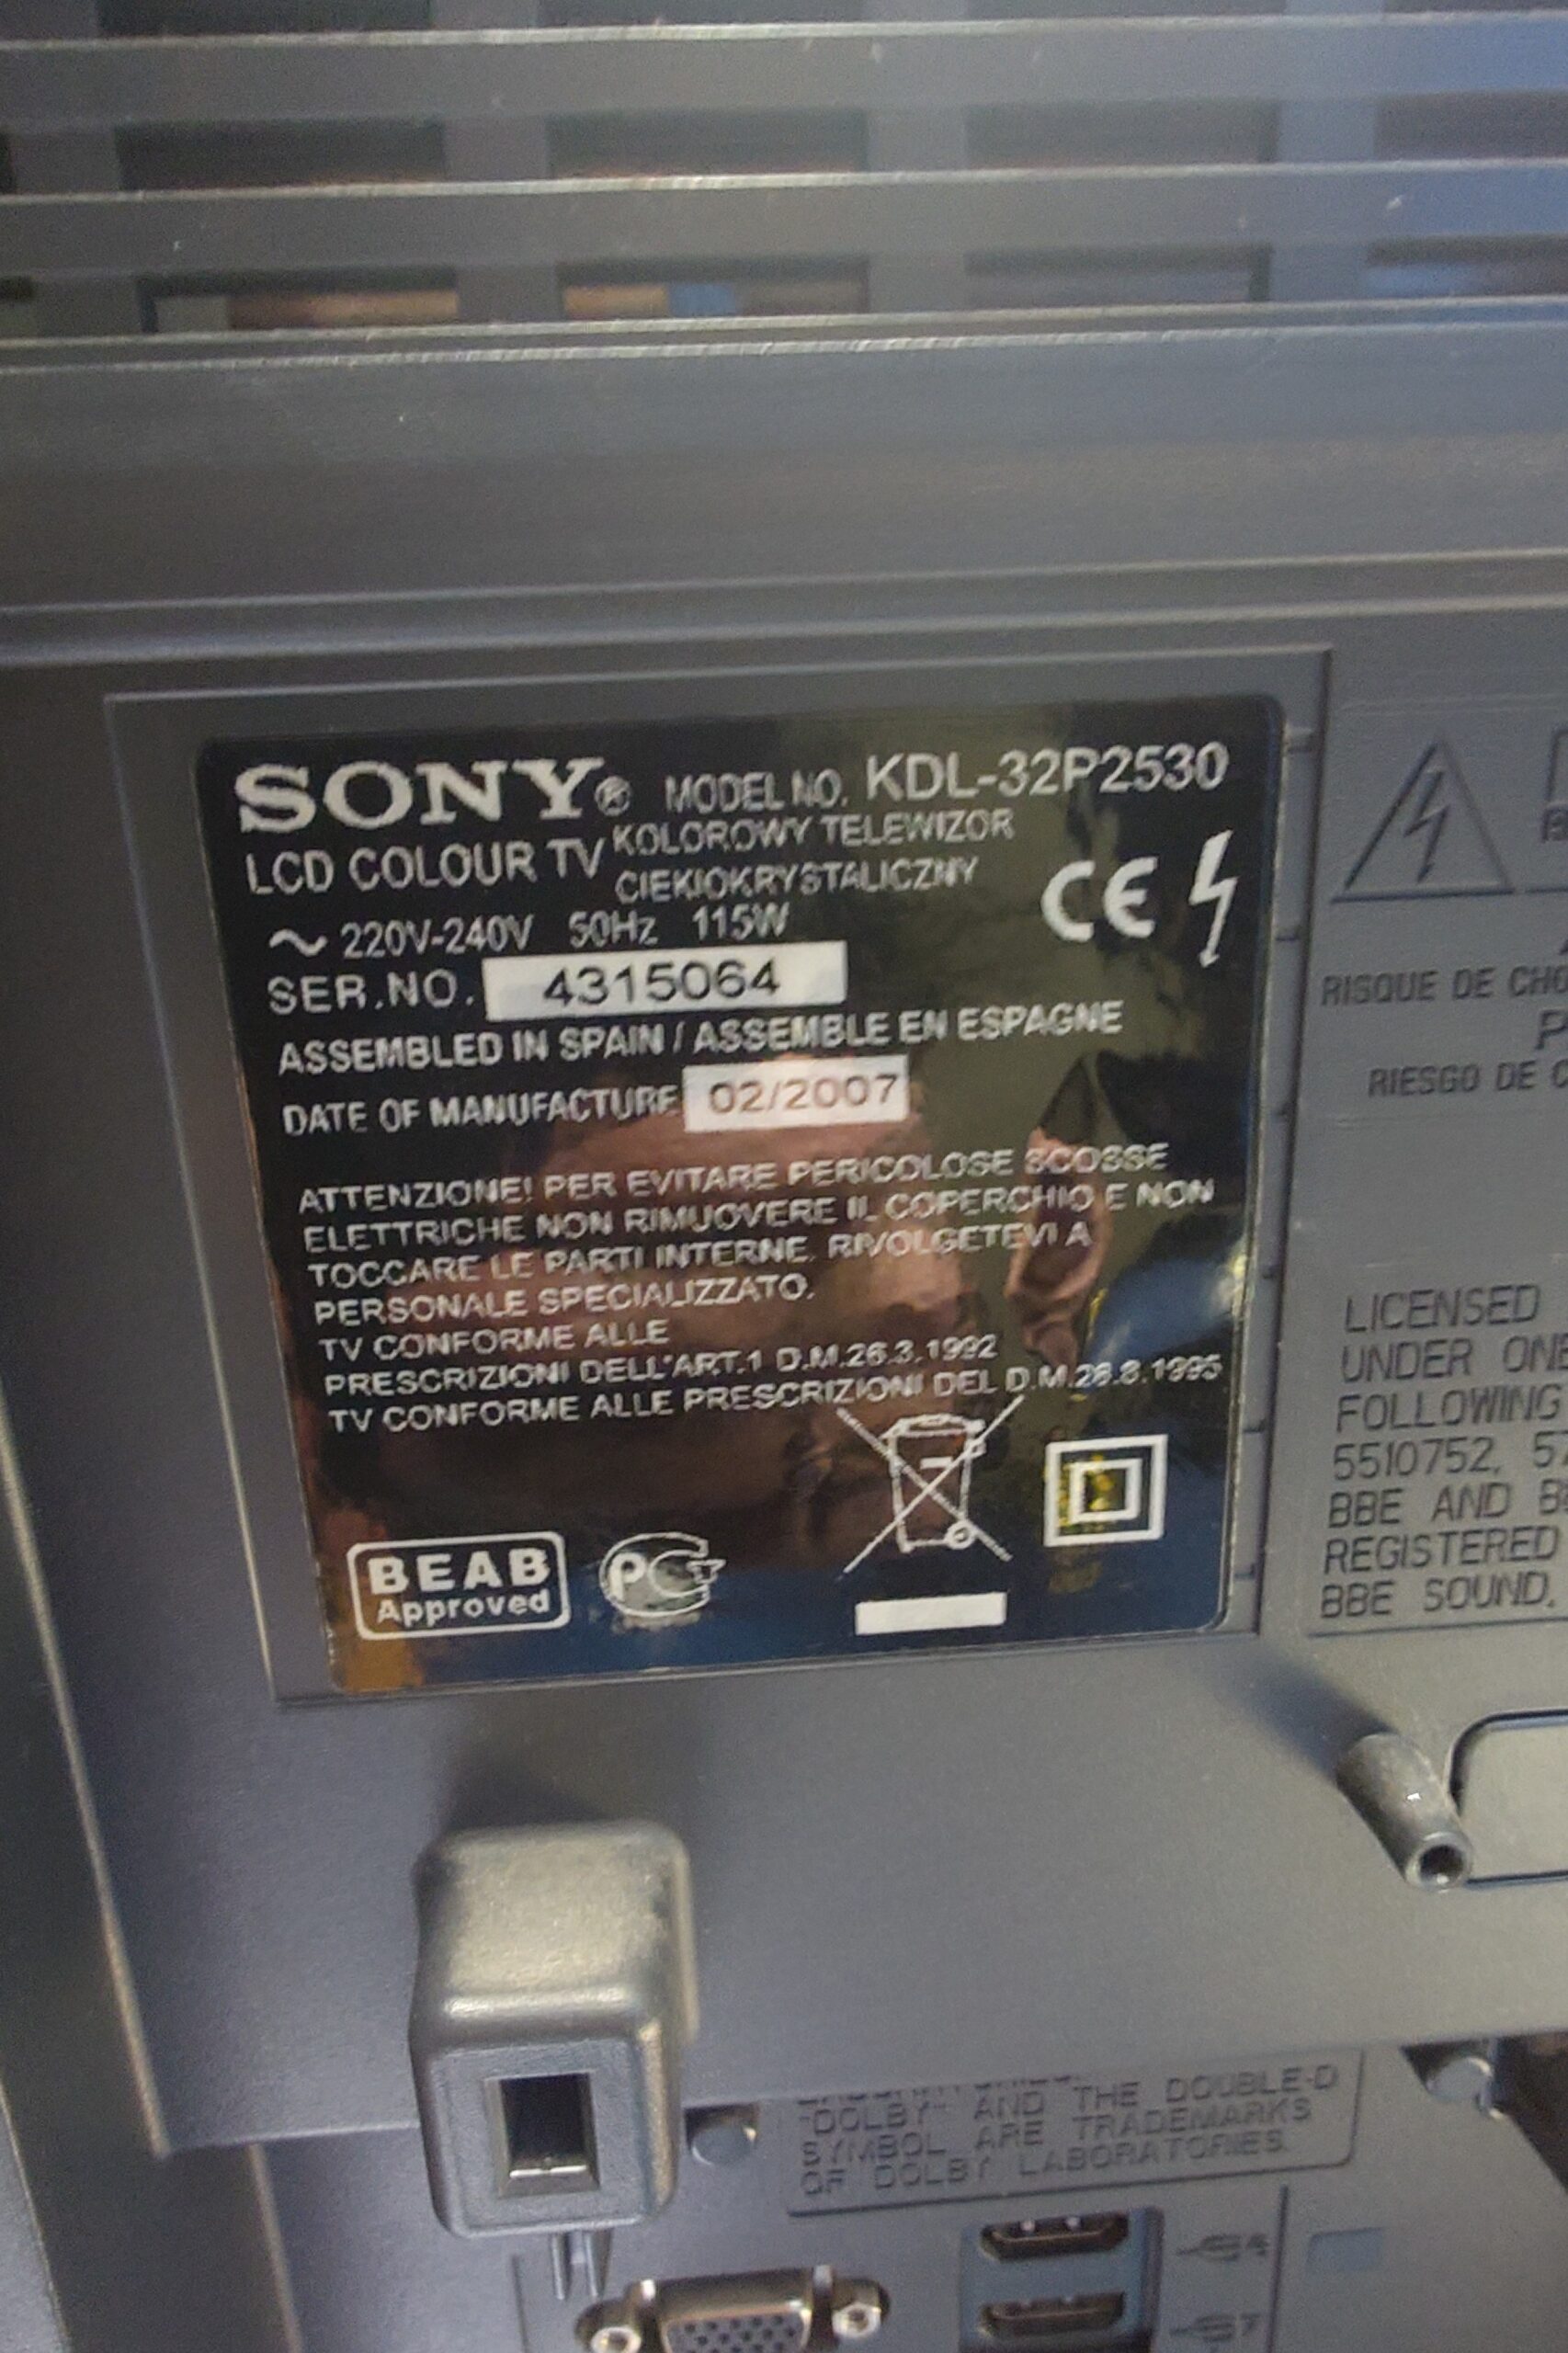 SONY® MODEL NO. KDL-32P2530
LCD COLOUR TV KOLOROWY TELEWIZOR
CIEKIOKRYSTALICZNY
~ 220V-240V 50Hz 115W
CE
SER.NO. 4315064
ASSEMBLED IN SPAIN / ASSEMBLE EN ESPAGNE
DATE OF MANUFACTURE 02/2007
ATTENZIONE! PER EVITARE PERICOLOSE SCOSSE
ELETTRICHE NON RIMUOVERE IL COPERCHIO E NON
TOCCARE LE PARTI INTERNE. RIVOLGETEVI A
PERSONALE SPECIALIZZATO.
TV CONFORME ALLE
PRESCRIZIONI DELL'ART.1 D.M.26.3.1992
TV CONFORME ALLE PRESCRIZIONI DEL D.M.26.8.1995
BEAB
Approved
RISQUE DE
RIESGO DE
LICENSED
UNDER
FOLLOWING
5510752,
BBE AND
REGISTERED
BBE SOUND,
"DOLBY" AND THE DOUBLE-D
SYMBOL ARE TRADEMARKS
OF DOLBY LABORATORIES